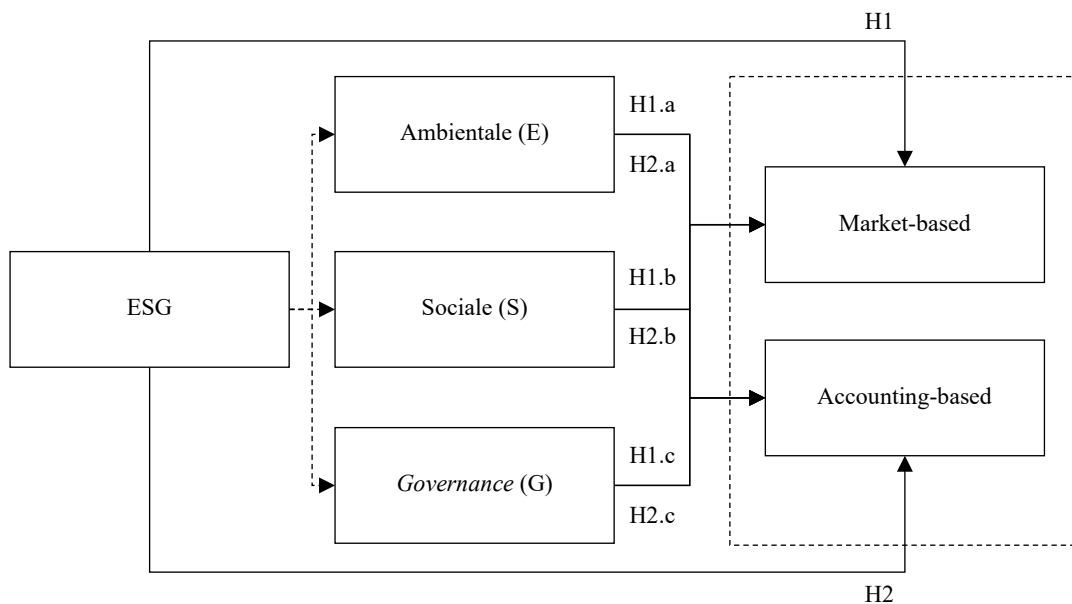 H1
H1.a
Ambientale (E)
H2.a
Market-based
H1.b
ESG
Sociale (S)
H2.b
Accounting-based
H1.c
Governance (G)
H2.c
H2